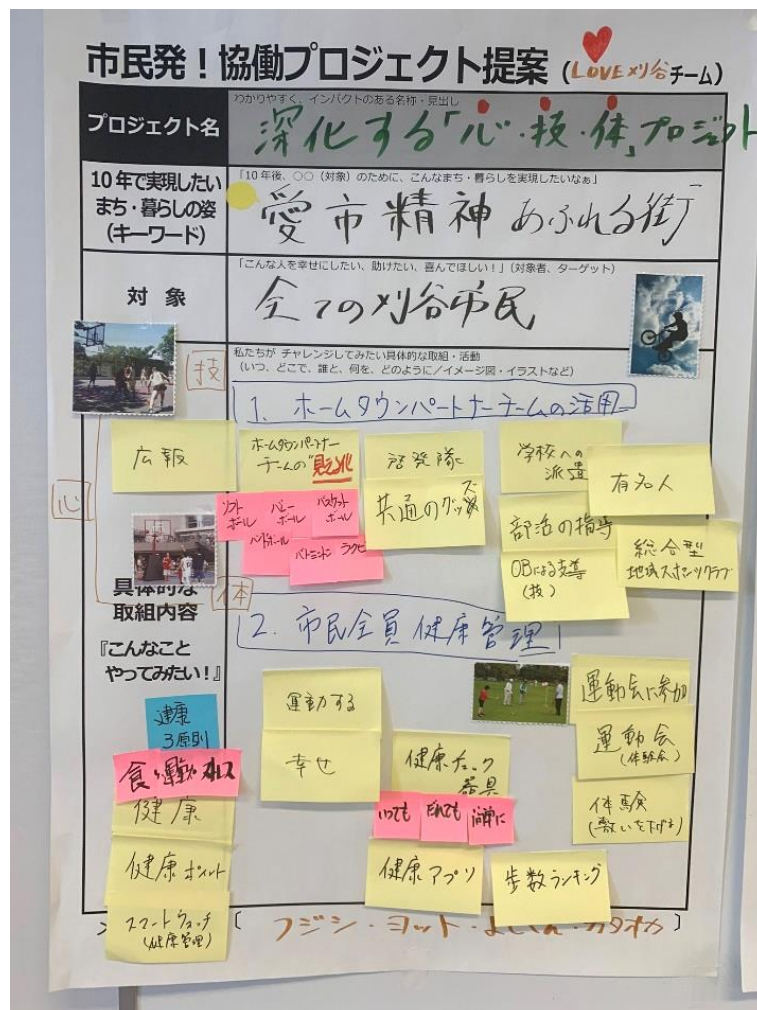 市民発！協働プロジェクト提案（LOVE刈谷チーム）
プロジェクト名
わかりやすく、インパクトのある名称・見出し
深化する「心・技・体」プロジェクト
10年で実現したい
まち・暮らしの姿
（キーワード）
「10年後、○○（対象）のために、こんなまち・暮らしを実現したいなぁ」
愛市精神あふれる街
対 象
「こんな人を幸せにしたい、助けたい、喜んでほしい！」（対象者、ターゲット）
全ての刈谷市民
私たちが チャレンジしてみたい具体的な取組・活動
（いつ、どこで、誰と、何を、どのように／イメージ図・イラストなど）
技
心
体
具体的な
取組内容
『こんなこと
やってみたい！』
1. ホームタウンパートナーチームの活用
広報
ホームタウンパートナー
チームの"見える化
ソフト
ボール
バレー
ボール
バスケット
ボール
ハンドボール
バトミントン
ラグビー
啓発隊
共通のグッズ
学校への
派遣
有名人
部活の指導
OBによる支導
(技)
総合型
地域スポーツクラブ
2. 市民全員健康管理
健康
3原則
食
健康
健康ポイント
スマートウォッチ
(健康管理)
運動する
幸せ
健康チェック
器具
いつでも
だれでも
簡単に
健康アプリ
歩数ランキング
運動会に参加
運動会
(体験会)
体験
(敷いを下げる)
フジシ・ヨット・よしくん・カタオカ